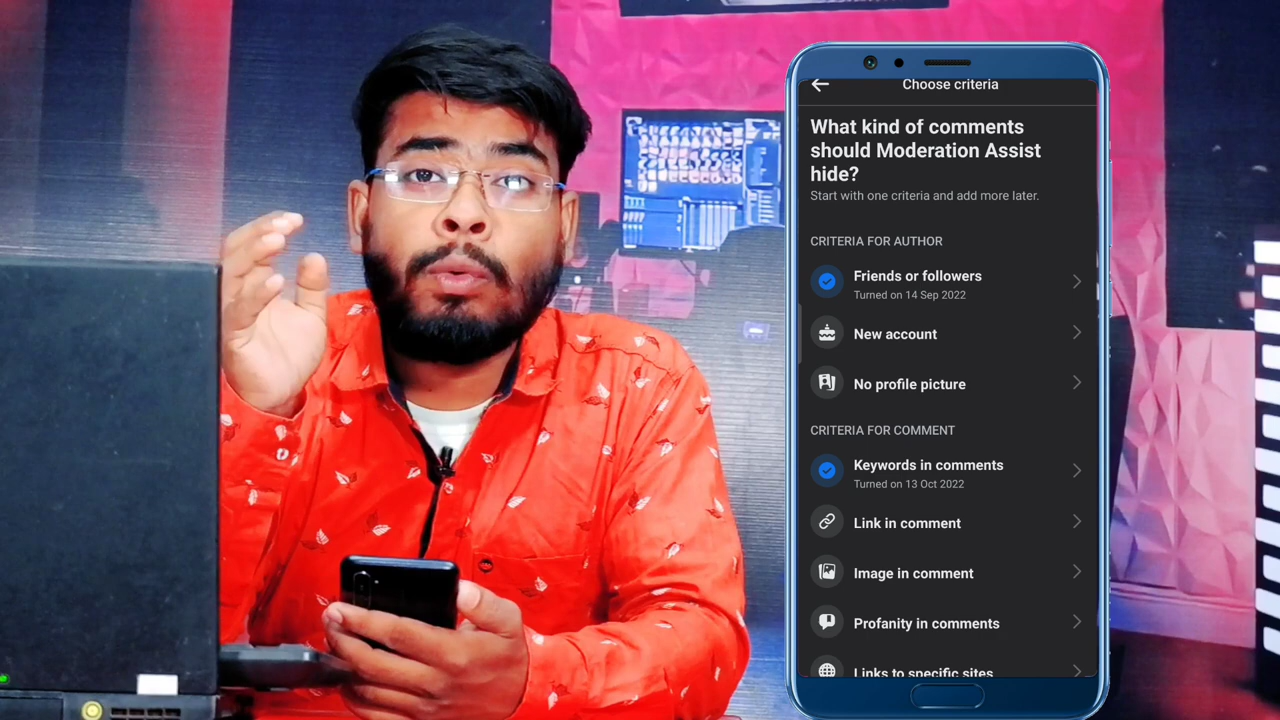 Choose criteria
What kind of comments
should Moderation Assist
hide?
Start with one criteria and add more later.
CRITERIA FOR AUTHOR
Friends or followers
Turned on 14 Sep 2022
New account
No profile picture
CRITERIA FOR COMMENT
Keywords in comments
Turned on 13 Oct 2022
Link in comment
Image in comment
Profanity in comments
Links to specific sites